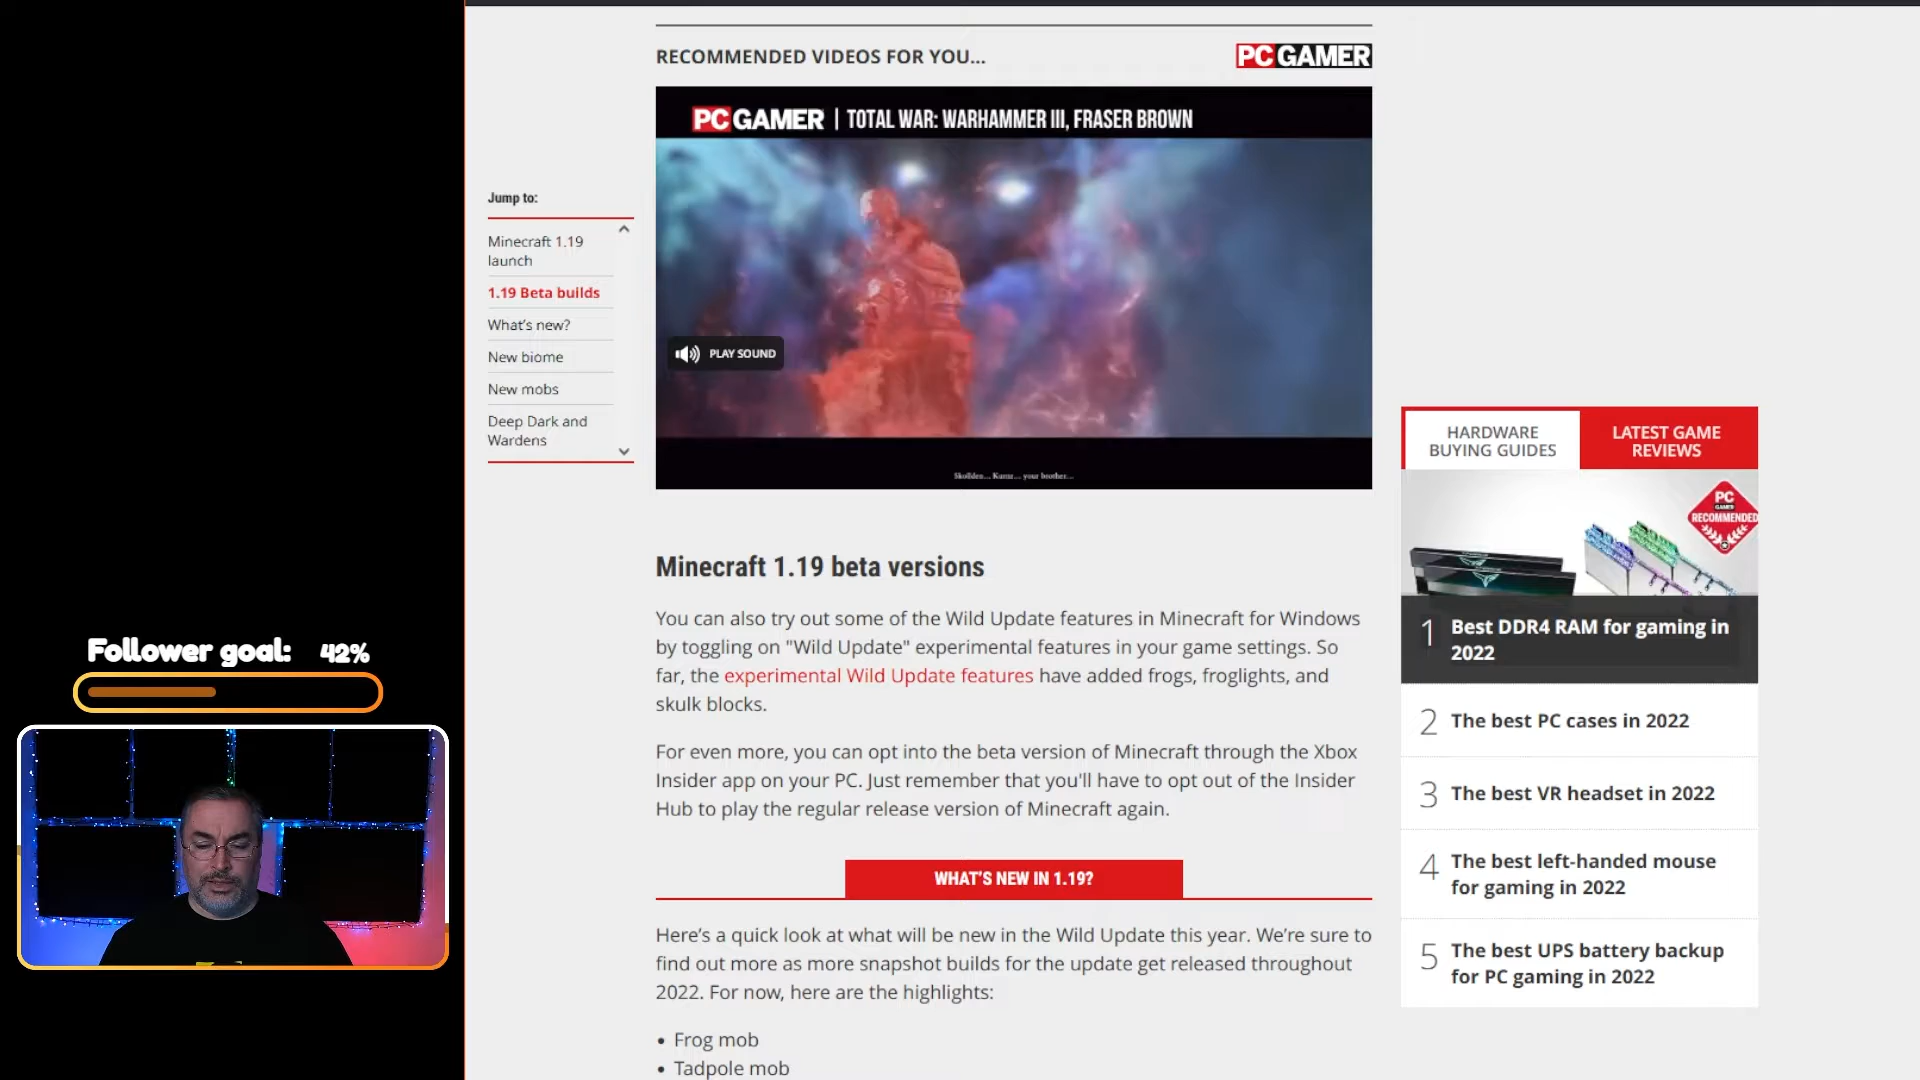 RECOMMENDED VIDEOS FOR YOU...
PC GAMER
PC GAMER | TOTAL WAR: WARHAMMER III, FRASER BROWN
PLAY SOUND
Skollden... Kurnz... your brother...
Jump to:
Minecraft 1.19
launch
1.19 Beta builds
What's new?
New biome
New mobs
Deep Dark and
Wardens
Minecraft 1.19 beta versions
You can also try out some of the Wild Update features in Minecraft for Windows
by toggling on "Wild Update" experimental features in your game settings. So
far, the experimental Wild Update features have added frogs, froglights, and
skulk blocks.
For even more, you can opt into the beta version of Minecraft through the Xbox
Insider app on your PC. Just remember that you'll have to opt out of the Insider
Hub to play the regular release version of Minecraft again.
WHAT'S NEW IN 1.19?
Here's a quick look at what will be new in the Wild Update this year. We're sure to
find out more as more snapshot builds for the update get released throughout
2022. For now, here are the highlights:
• Frog mob
• Tadpole mob
HARDWARE
BUYING GUIDES
LATEST GAME
REVIEWS
PC
GAMER
RECOMMENDED
1 Best DDR4 RAM for gaming in
2022
2 The best PC cases in 2022
3 The best VR headset in 2022
4 The best left-handed mouse
for gaming in 2022
5 The best UPS battery backup
for PC gaming in 2022
Follower goal: 42%